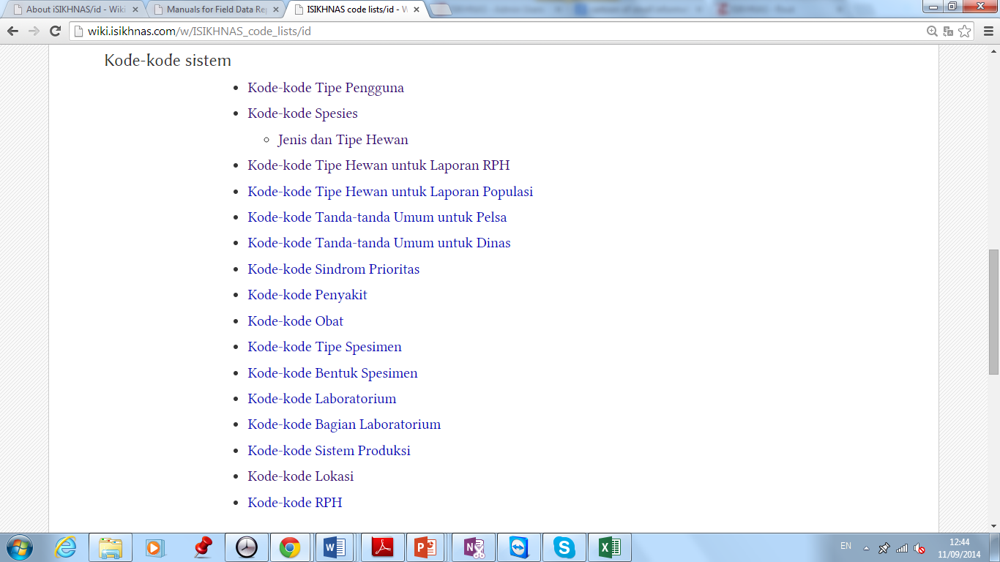 About iSIKHNAS/id - Wiki
Manuals for Field Data Rep
ISIKHNAS code lists/id - W
wiki.isikhnas.com/w/ISIKHNAS_code_lists/id
Kode-kode sistem
Kode-kode Tipe Pengguna
Kode-kode Spesies
Jenis dan Tipe Hewan
Kode-kode Tipe Hewan untuk Laporan RPH
Kode-kode Tipe Hewan untuk Laporan Populasi
Kode-kode Tanda-tanda Umum untuk Pelsa
Kode-kode Tanda-tanda Umum untuk Dinas
Kode-kode Sindrom Prioritas
Kode-kode Penyakit
Kode-kode Obat
Kode-kode Tipe Spesimen
Kode-kode Bentuk Spesimen
Kode-kode Laboratorium
Kode-kode Bagian Laboratorium
Kode-kode Sistem Produksi
Kode-kode Lokasi
Kode-kode RPH
EN
12:44
11/09/2014